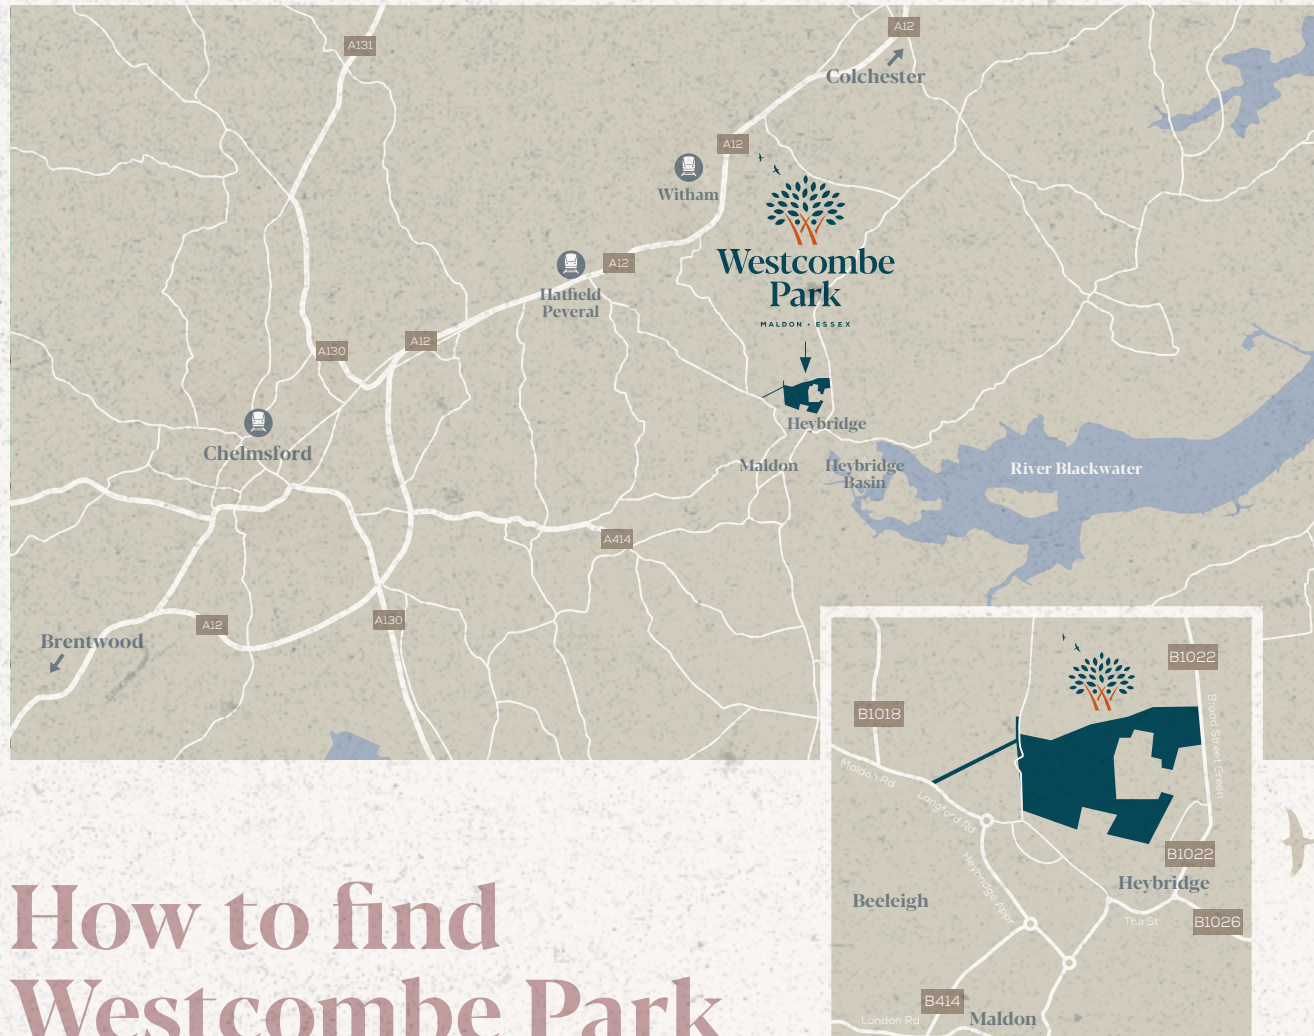 A131
A12
Colchester
A12
Witham
Westcombe
Park
MALDON • ESSEX
A12
Hatfield
Peveral
A12
A130
Heybridge
Chelmsford
Maldon
Heybridge
Basin
River Blackwater
A414
A12
A130
Brentwood
B1022
B1018
Broad Street Green
Maldon Rd
Langford Rd
Heybridge Appr
B1022
Heybridge
Beeleigh
The St
B1026
B414
Maldon
London Rd
How to find
Westcombe Park